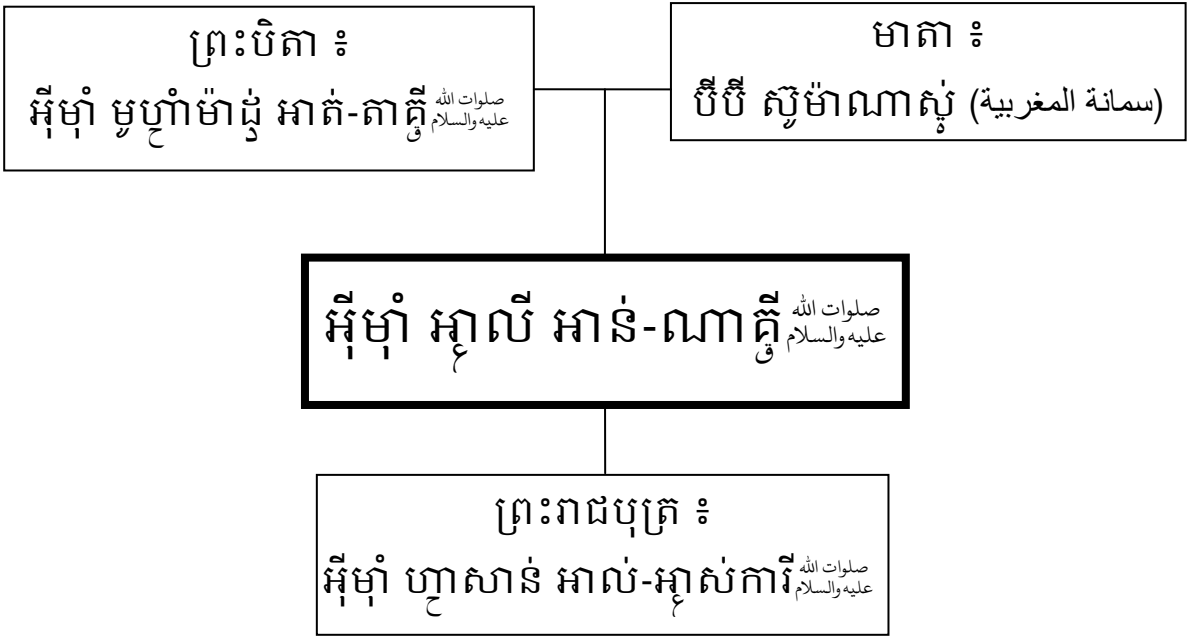 ព្រះបិតា ៖
អ៊ីម៉ាំ មូហាំម៉ាដ់ អាត់-តាគ្គី صلوات الله عليه والسلام
មាតា ៖
ប៊ីប៊ី ស៊ូម៉ាណាស់ (سمانة المغربية)
អ៊ីម៉ាំ អាលី អាន់-ណាគ្គី صلوات الله عليه والسلام
ព្រះរាជបុត្រ ៖
អ៊ីម៉ាំ ហាសាន់ អាល់-អាស់ការី صلوات الله عليه والسلام